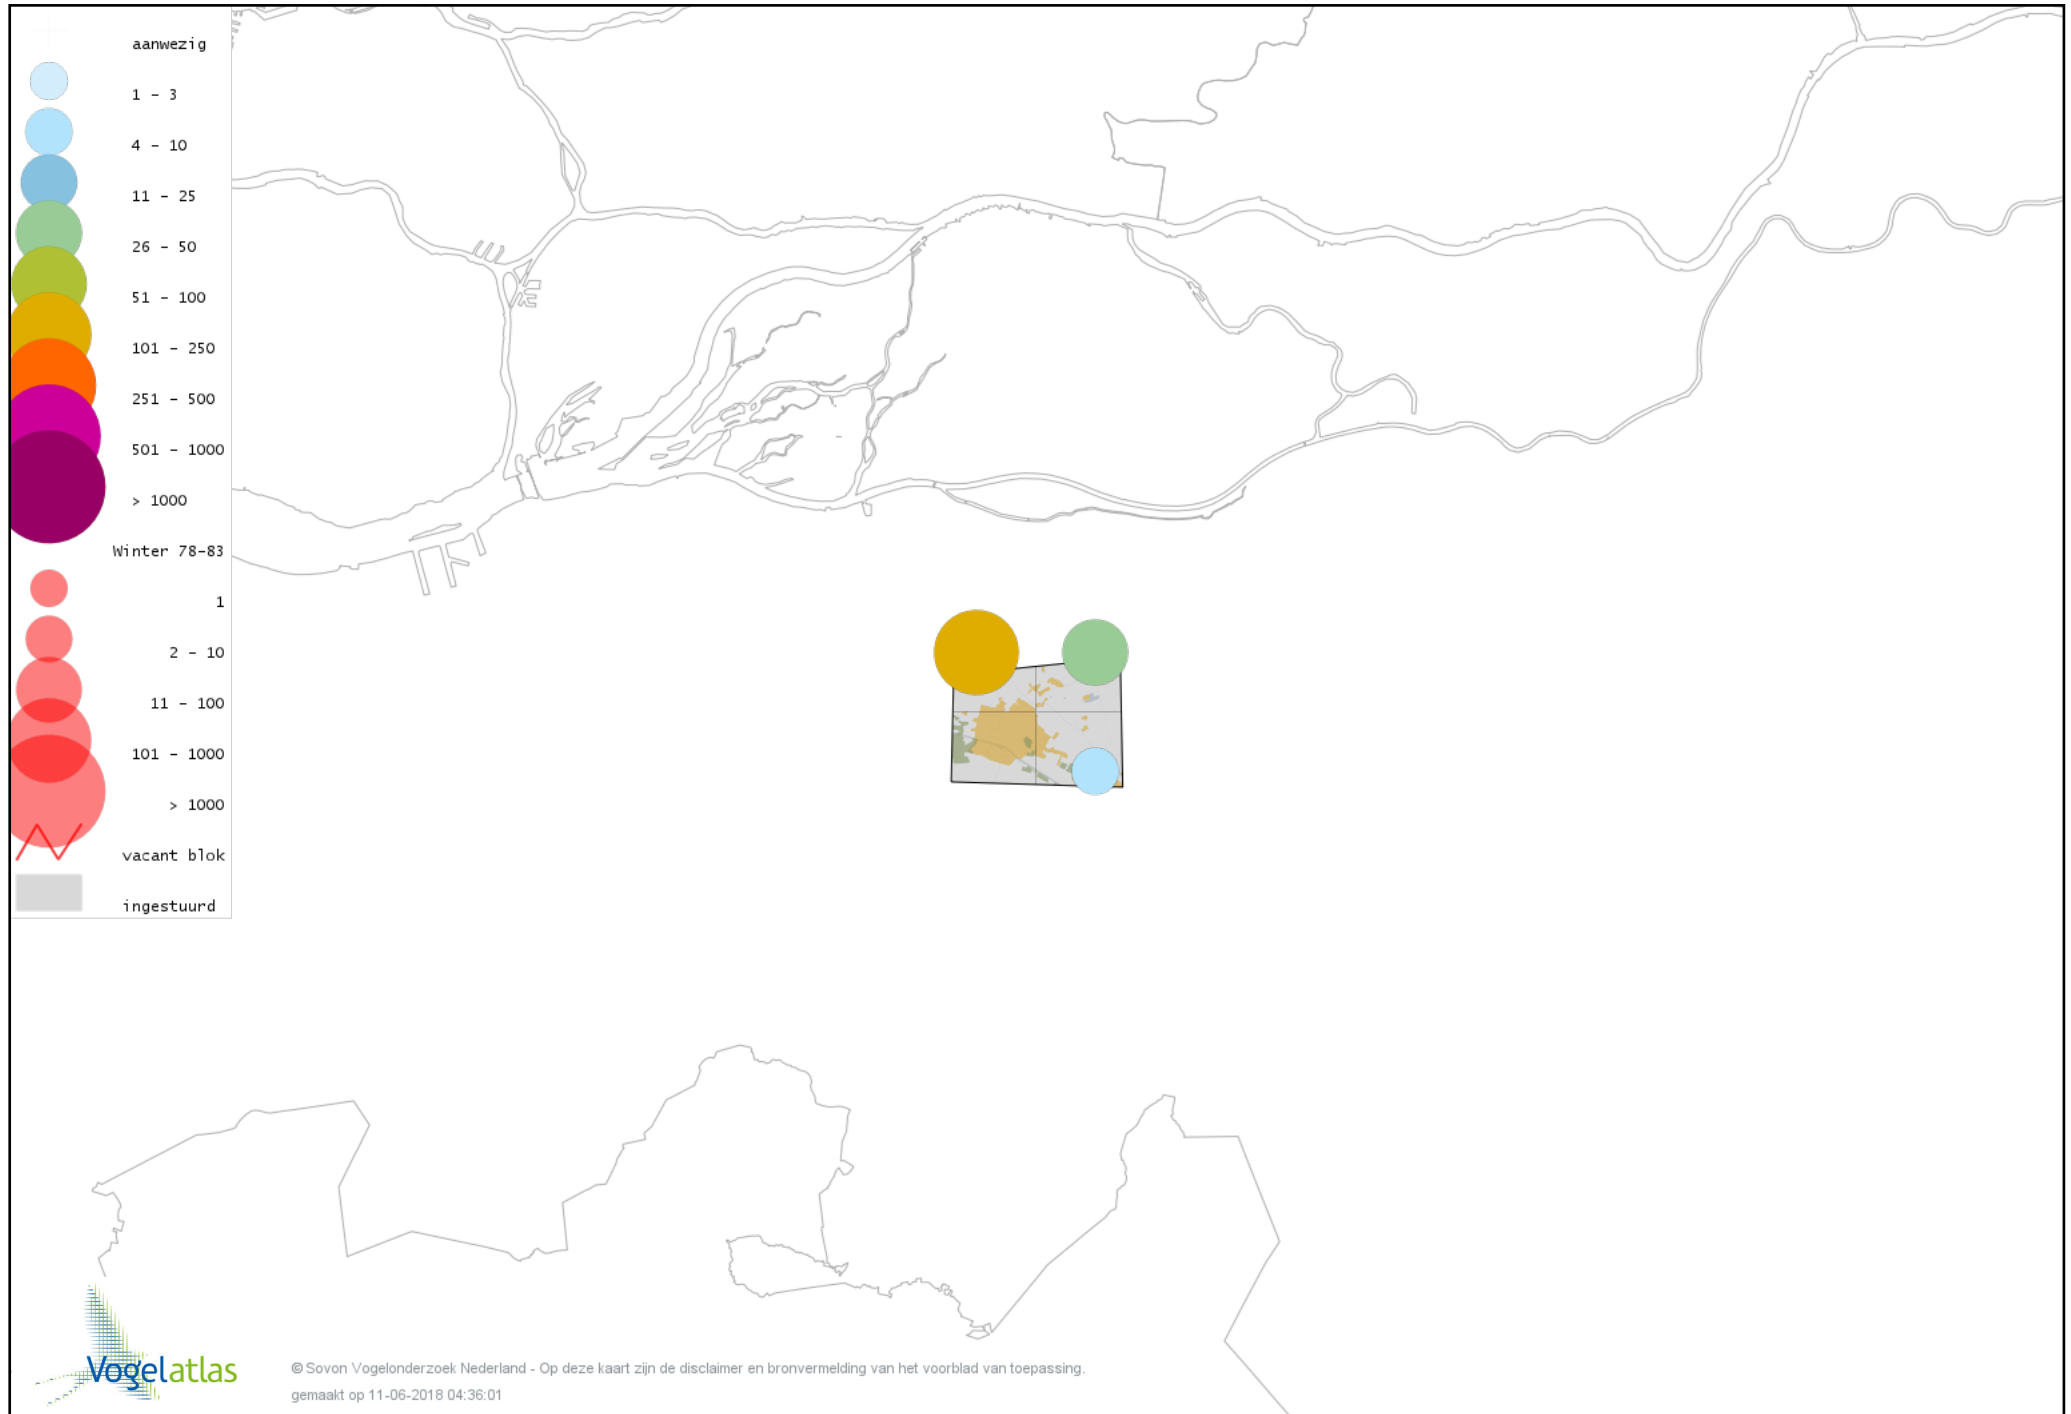 aanwezig
1 – 3
4 – 10
11 – 25
26 – 50
51 – 100
101 – 250
251 – 500
501 – 1000
> 1000
Winter 78-83
1
2 – 10
11 – 100
101 – 1000
> 1000
vacant blok
ingestuurd
Vogelatlas
© Sovon Vogelonderzoek Nederland - Op deze kaart zijn de disclaimer en bronvermelding van het voorblad van toepassing.
gemaakt op 11-06-2018 04:36:01